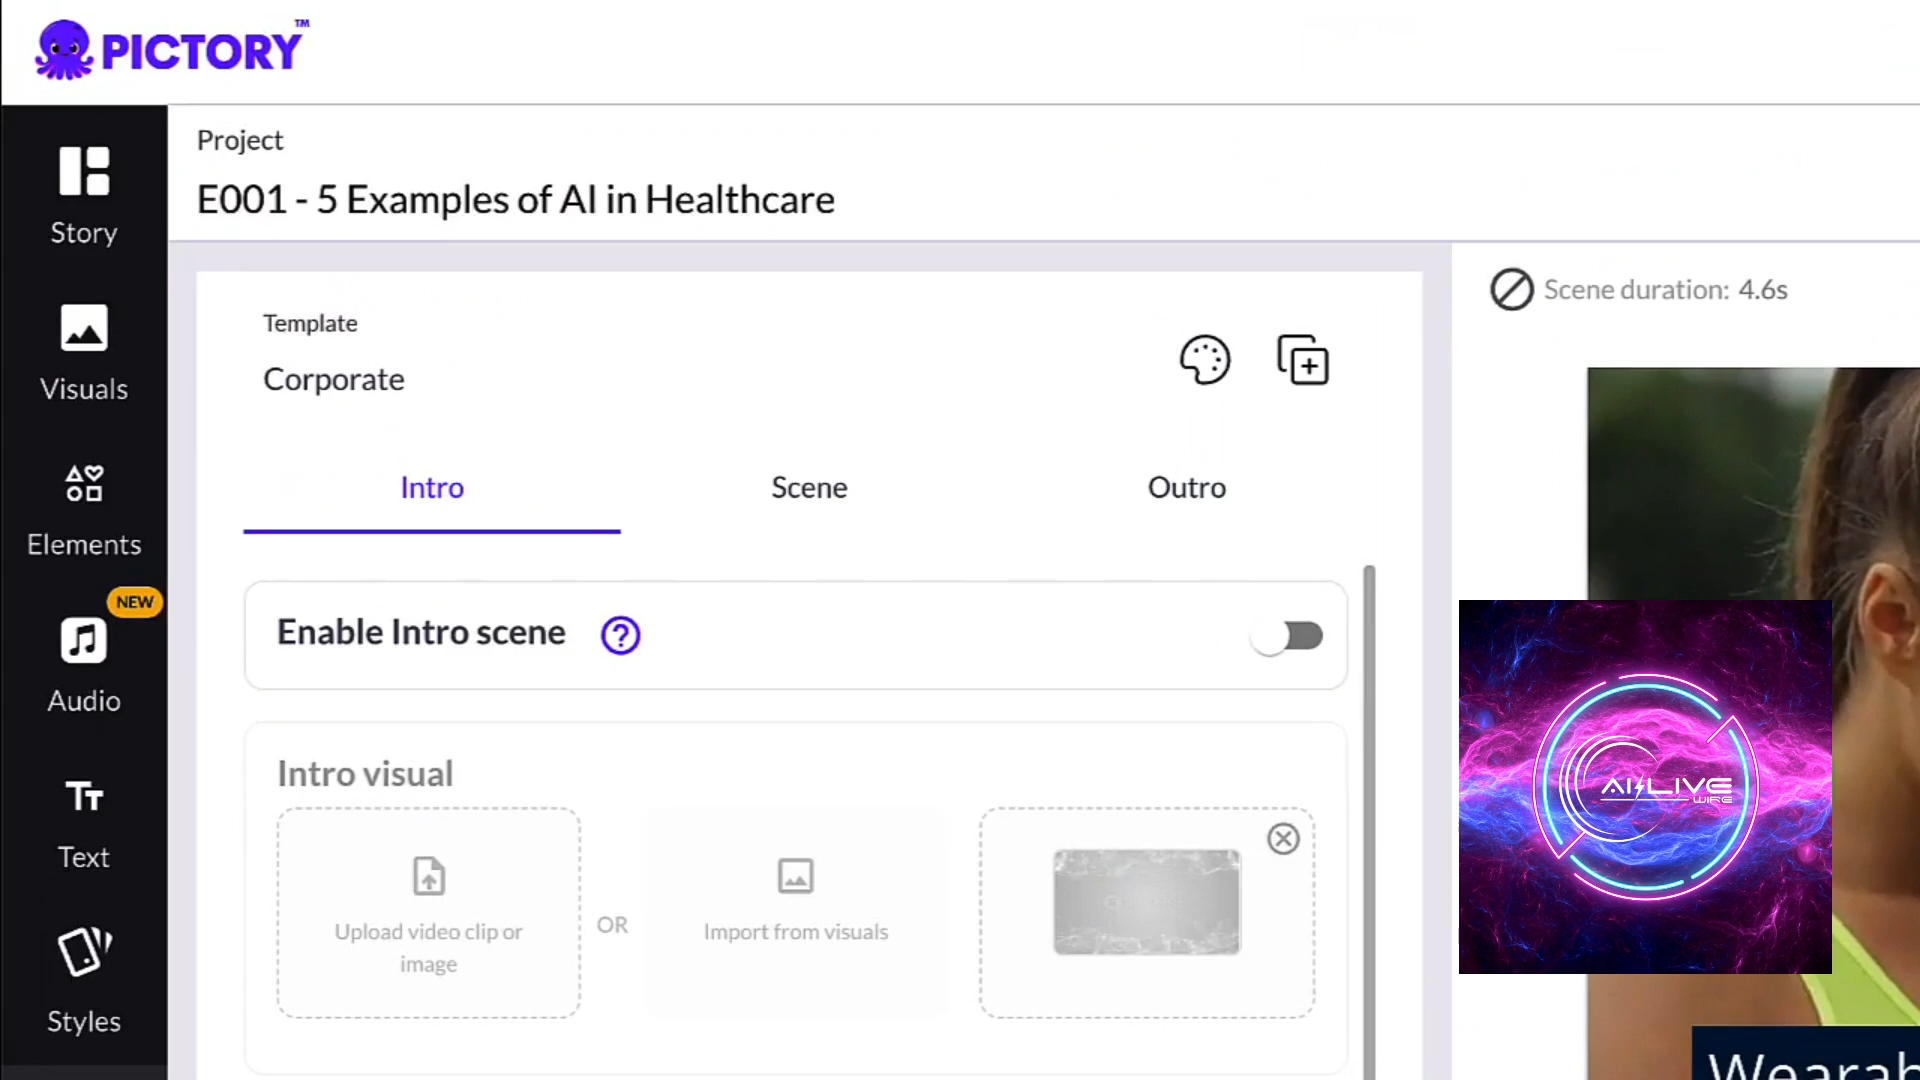 PICTORY™
Project
E001 - 5 Examples of AI in Healthcare
Story
Visuals
Elements
NEW
Audio
Text
Styles
Template
Corporate
Intro
Scene
Outro
Enable Intro scene
Intro visual
Upload video clip or
image
OR
Import from visuals
Scene duration: 4.6s
AI LIVE
WIRE